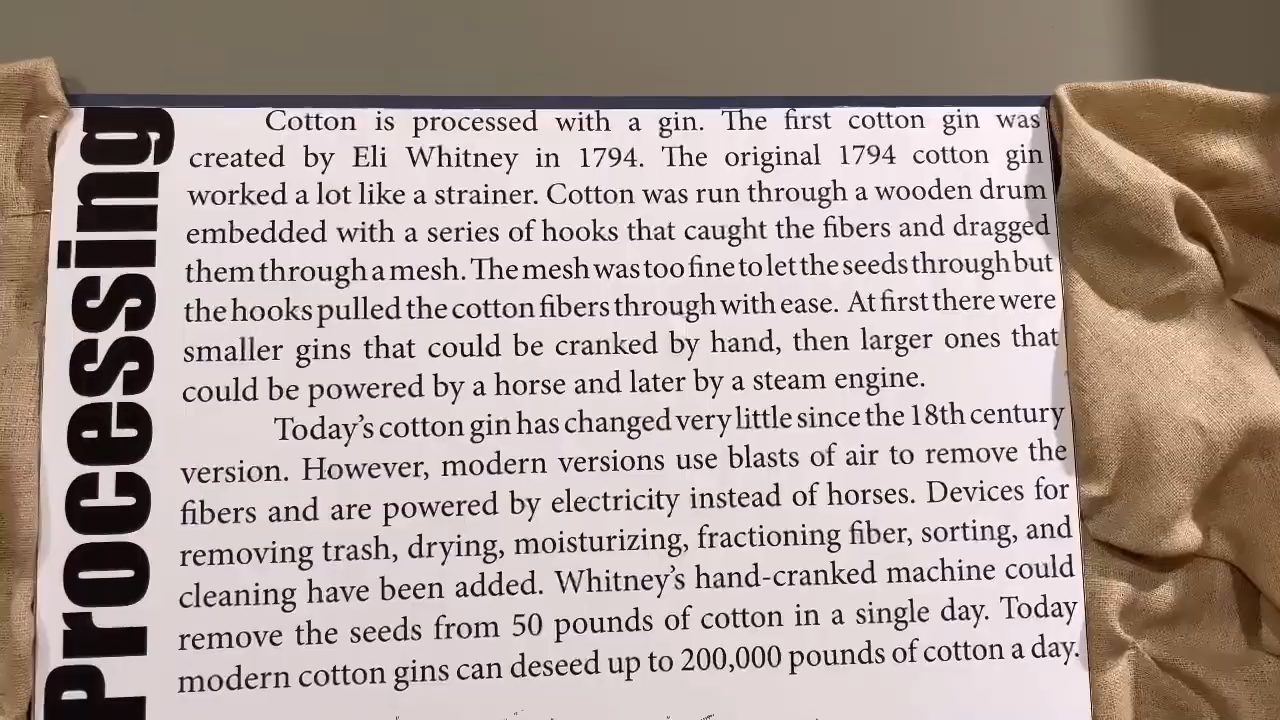 Processing
Cotton is processed with a gin. The first cotton gin was
created by Eli Whitney in 1794. The original 1794 cotton gin
worked a lot like a strainer. Cotton was run through a wooden drum
embedded with a series of hooks that caught the fibers and dragged
them through a mesh. The mesh was too fine to let the seeds through but
the hooks pulled the cotton fibers through with ease. At first there were
smaller gins that could be cranked by hand, then larger ones that
could be powered by a horse and later by a steam engine.
Today's cotton gin has changed very little since the 18th century
version. However, modern versions use blasts of air to remove the
fibers and are powered by electricity instead of horses. Devices for
removing trash, drying, moisturizing, fractioning fiber, sorting, and
cleaning have been added. Whitney's hand-cranked machine could
remove the seeds from 50 pounds of cotton in a single day. Today
modern cotton gins can deseed up to 200,000 pounds of cotton a day.